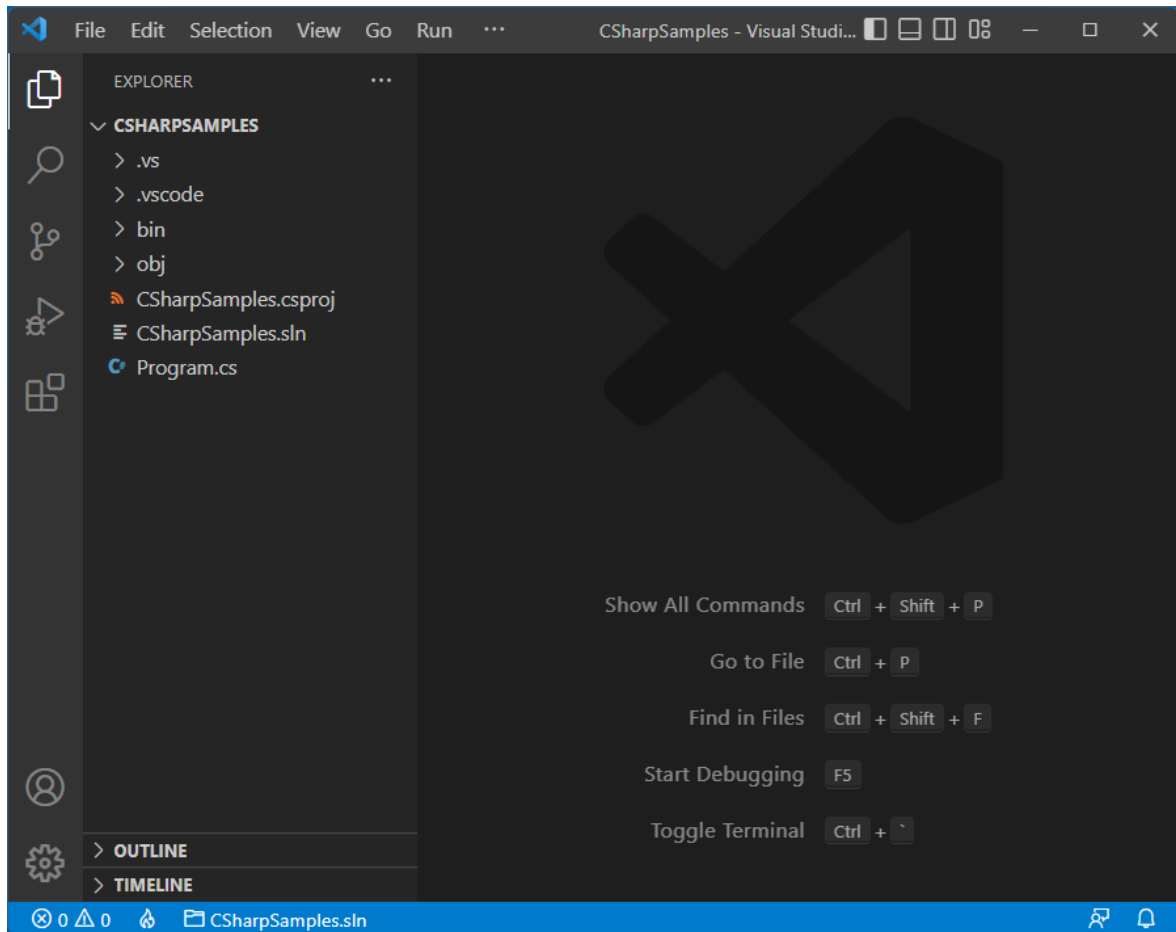 File Edit Selection View Go Run ··· CSharpSamples - Visual Studi...
EXPLORER ···
CSHARPSAMPLES
.vs
.vscode
bin
obj
CSharpSamples.csproj
CSharpSamples.sln
C# Program.cs
Show All Commands Ctrl + Shift + P
Go to File Ctrl + P
Find in Files Ctrl + Shift + F
Start Debugging F5
Toggle Terminal Ctrl + `
OUTLINE
TIMELINE
0 0 CSharpSamples.sln